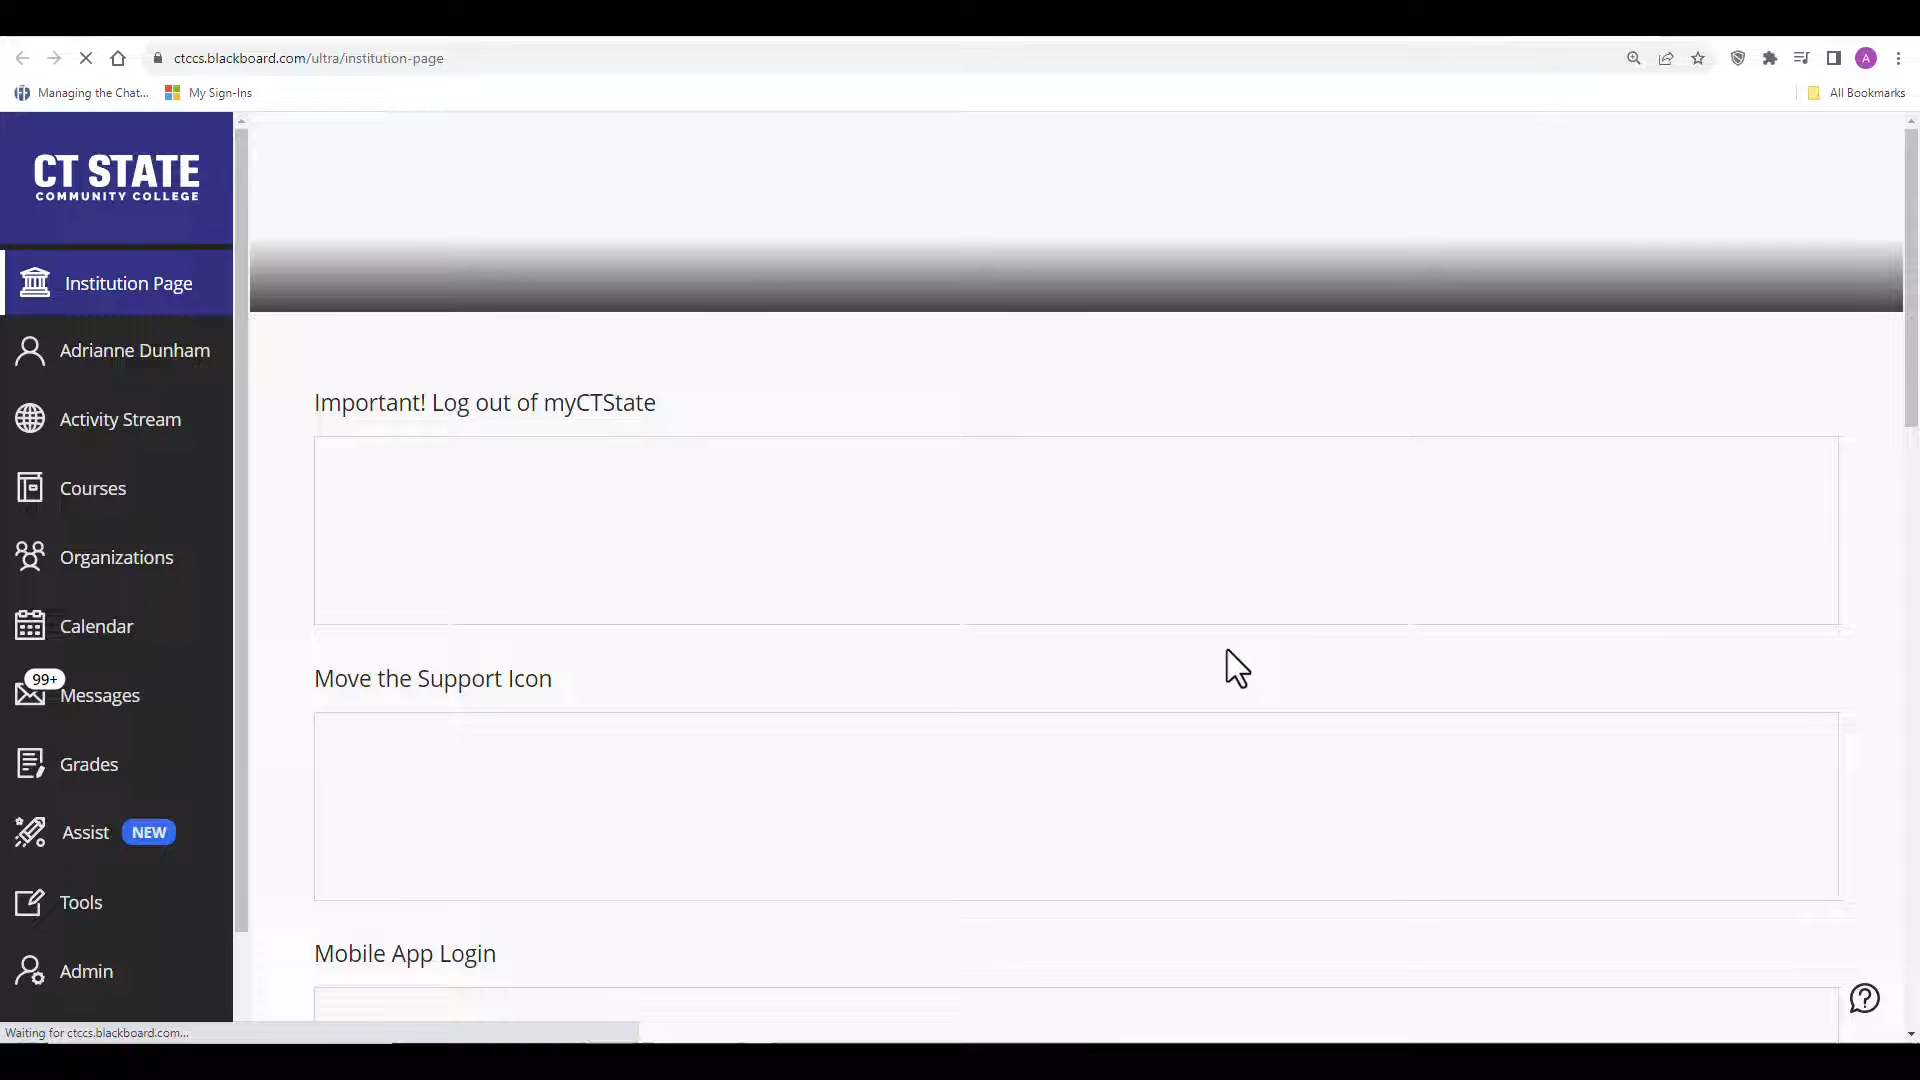 ctccs.blackboard.com/ultra/institution-page
A
Managing the Chat...
My Sign-Ins
All Bookmarks
CT STATE
COMMUNITY COLLEGE
Institution Page
Adrianne Dunham
Activity Stream
Courses
Organizations
Calendar
99+
Messages
Grades
Assist NEW
Tools
Admin
Important! Log out of myCTState
Move the Support Icon
Mobile App Login
Waiting for ctccs.blackboard.com...